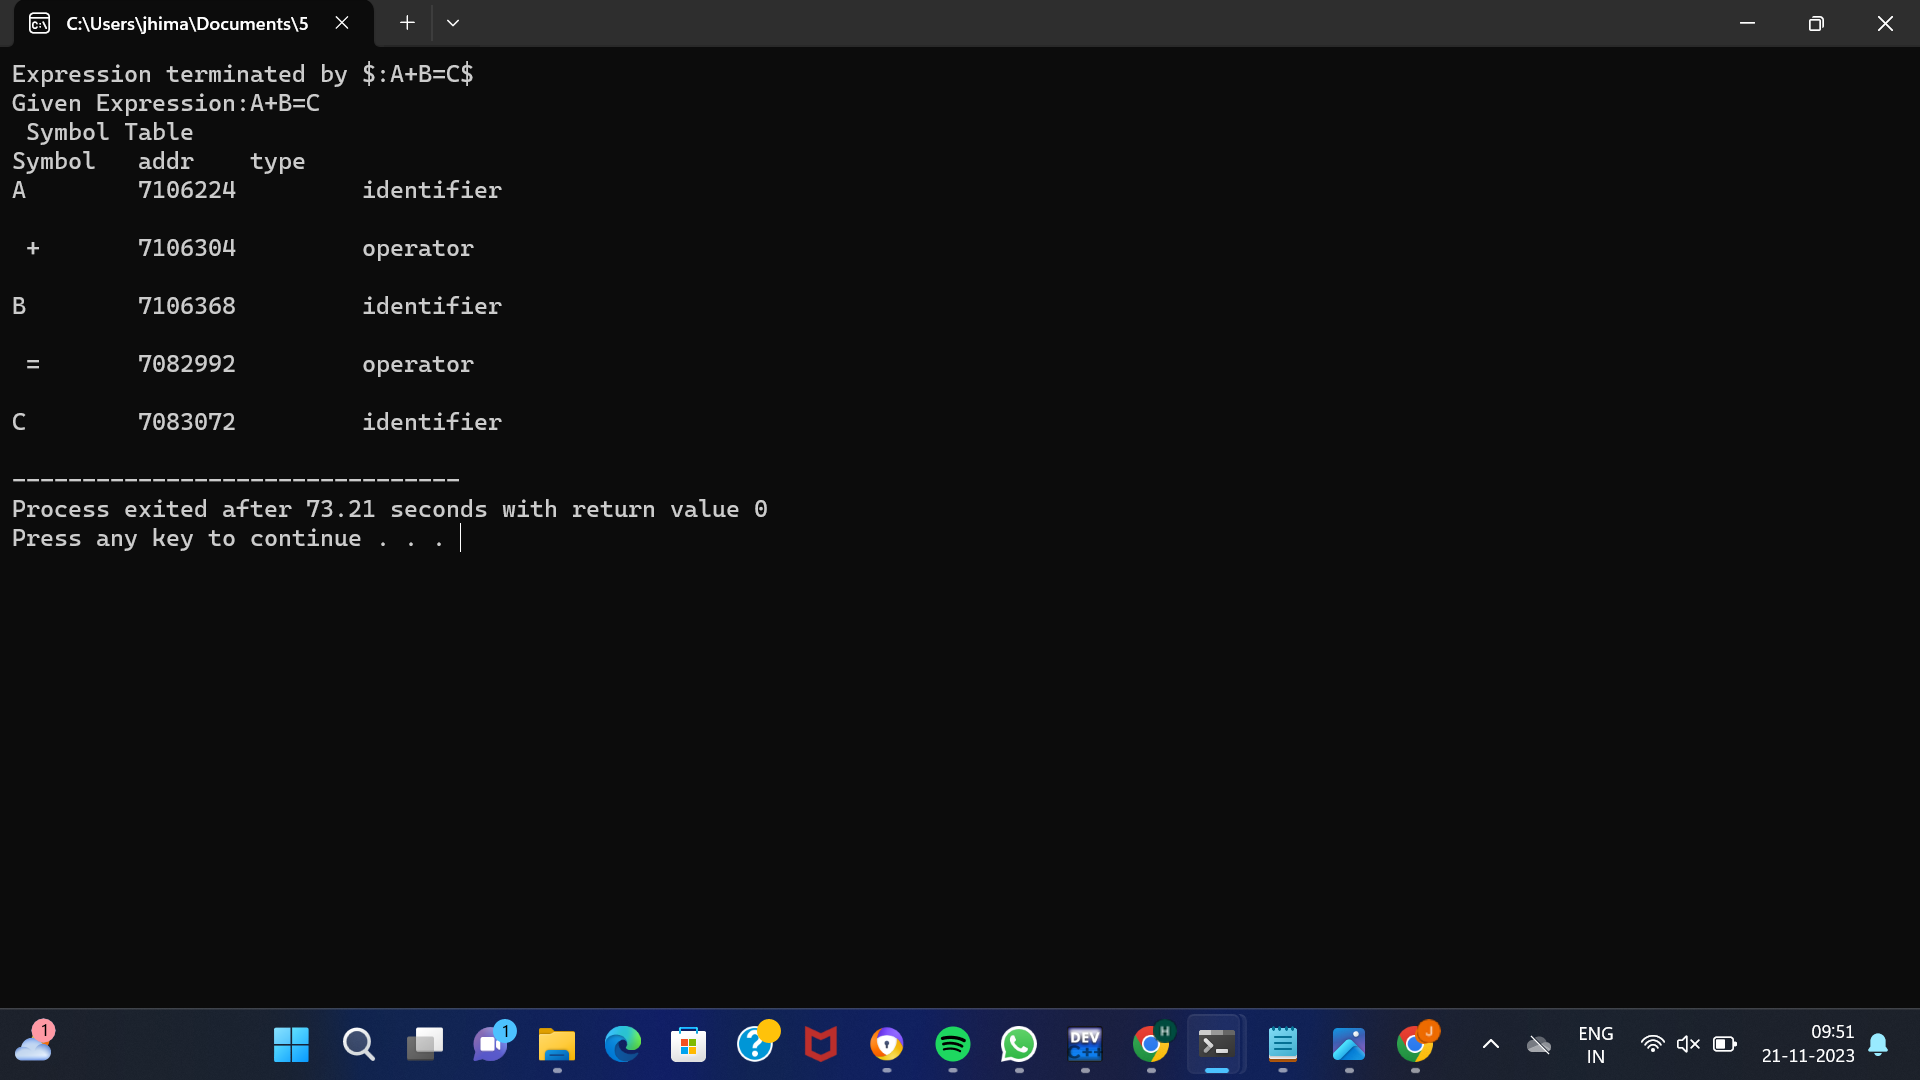 C:\Users\jhima\Documents\5
Expression terminated by $:A+B=C$
Given Expression:A+B=C
Symbol Table
Symbol addr type
A 7106224 identifier
+ 7106304 operator
B 7106368 identifier
= 7082992 operator
C 7083072 identifier
--------------------------------
Process exited after 73.21 seconds with return value 0
Press any key to continue . . .
1
1
DEV
C++
H
J
ENG
IN
09:51
21-11-2023